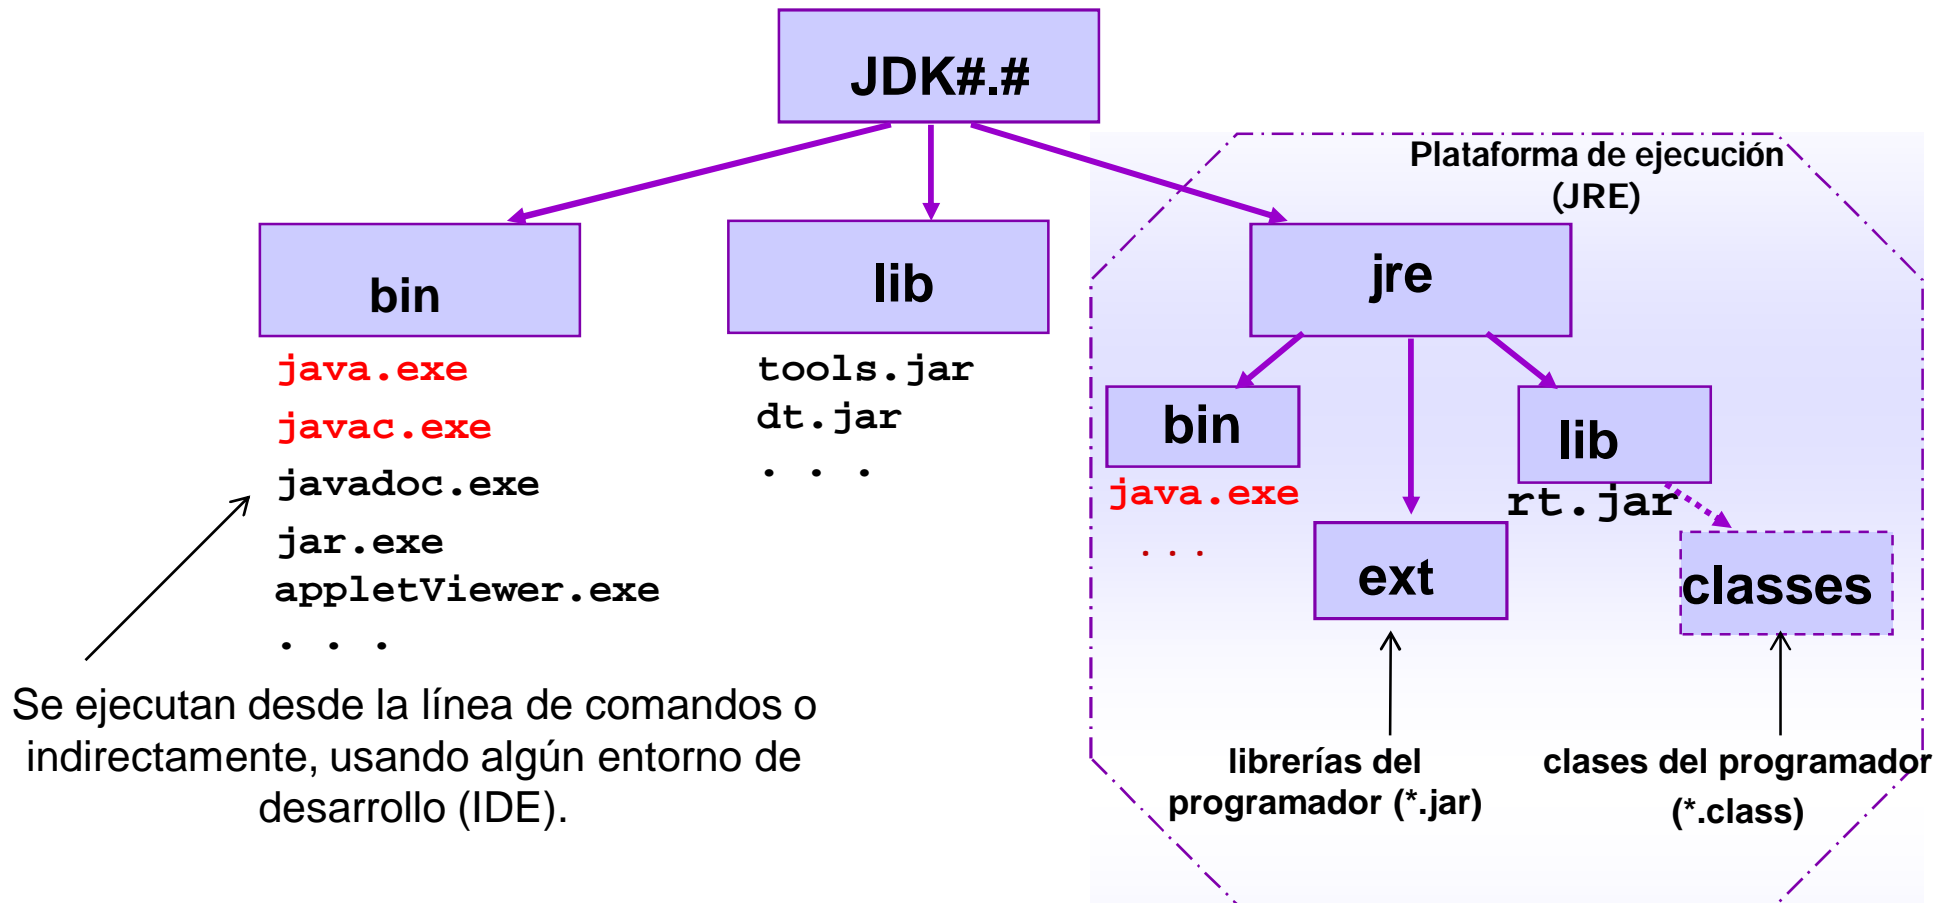 JDK#.#
Plataforma de ejecución
(JRE)
bin
lib
jre
java.exe
javac.exe
javadoc.exe
jar.exe
appletViewer.exe
. . .
tools.jar
dt.jar
. . .
bin
java.exe
. . .
lib
rt.jar
ext
classes
Se ejecutan desde la línea de comandos o
indirectamente, usando algún entorno de
desarrollo (IDE).
librerías del
programador (*.jar)
clases del programador
(*.class)